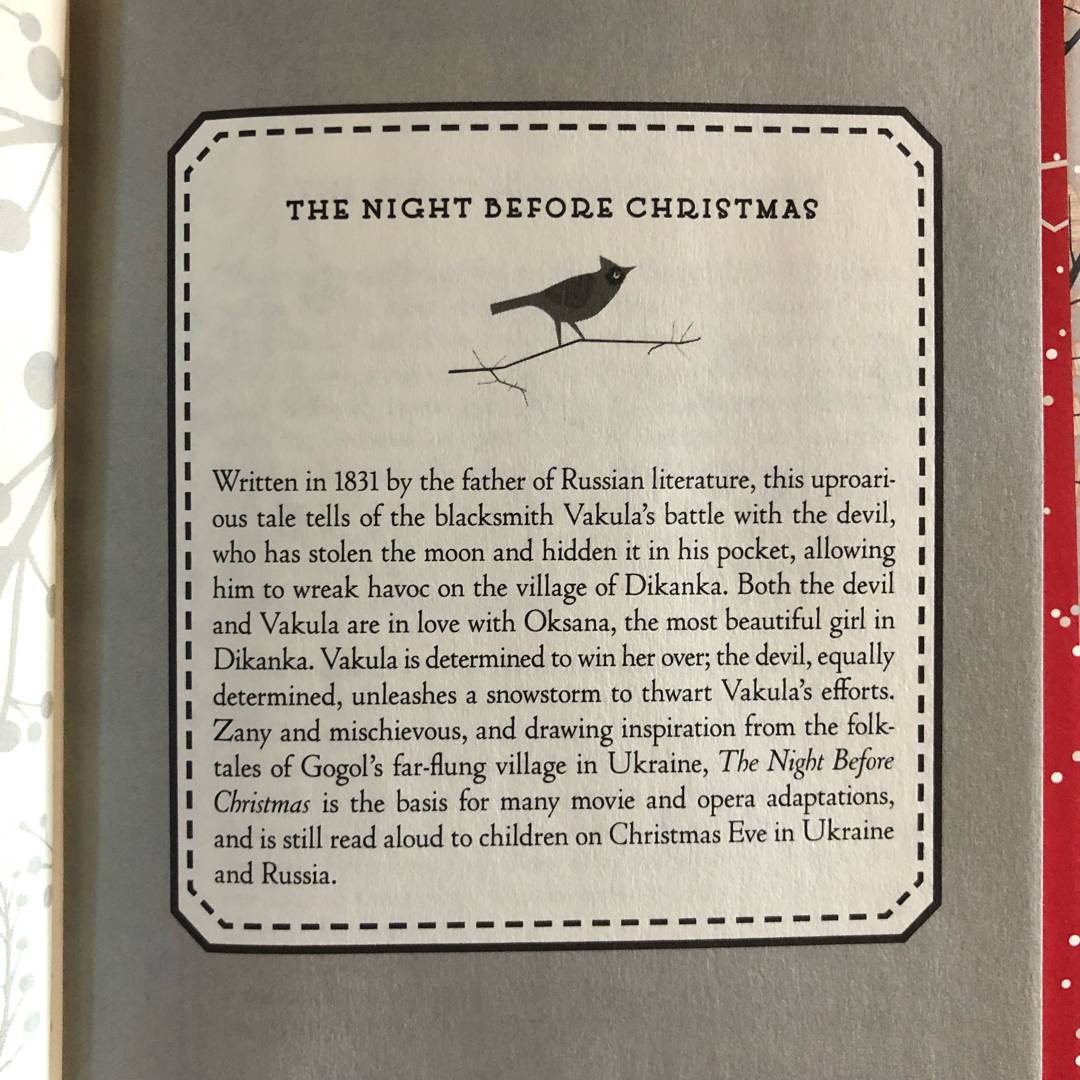 THE NIGHT BEFORE CHRISTMAS
Written in 1831 by the father of Russian literature, this uproari-
ous tale tells of the blacksmith Vakula’s battle with the devil,
who has stolen the moon and hidden it in his pocket, allowing
him to wreak havoc on the village of Dikanka. Both the devil
and Vakula are in love with Oksana, the most beautiful girl in
Dikanka. Vakula is determined to win her over; the devil, equally
determined, unleashes a snowstorm to thwart Vakula’s efforts.
Zany and mischievous, and drawing inspiration from the folk-
tales of Gogol’s far-flung village in Ukraine, The Night Before
Christmas is the basis for many movie and opera adaptations,
and is still read aloud to children on Christmas Eve in Ukraine
and Russia.